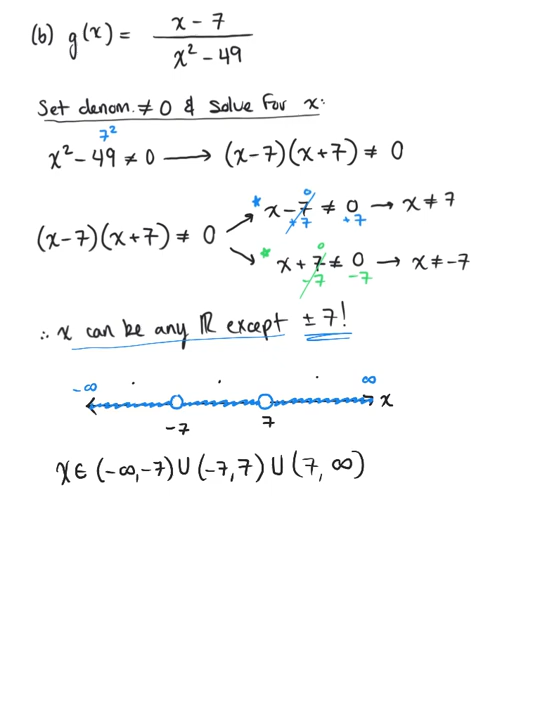 (b) g(x) = (x - 7) / (x² - 49)
Set denom. ≠ 0 & solve for x:
7²
x² - 49 ≠ 0 ⟶ (x-7)(x+7) ≠ 0
* x - 7 ≠ 0 → x ≠ 7
0
+7 +7
(x-7)(x+7) ≠ 0
* x + 7 ≠ 0 → x ≠ -7
0
-7 -7
∴ x can be any ℝ except ± 7!
-∞ ∞
x
-7 7
x ∈ (-∞,-7) ∪ (-7,7) ∪ (7, ∞)